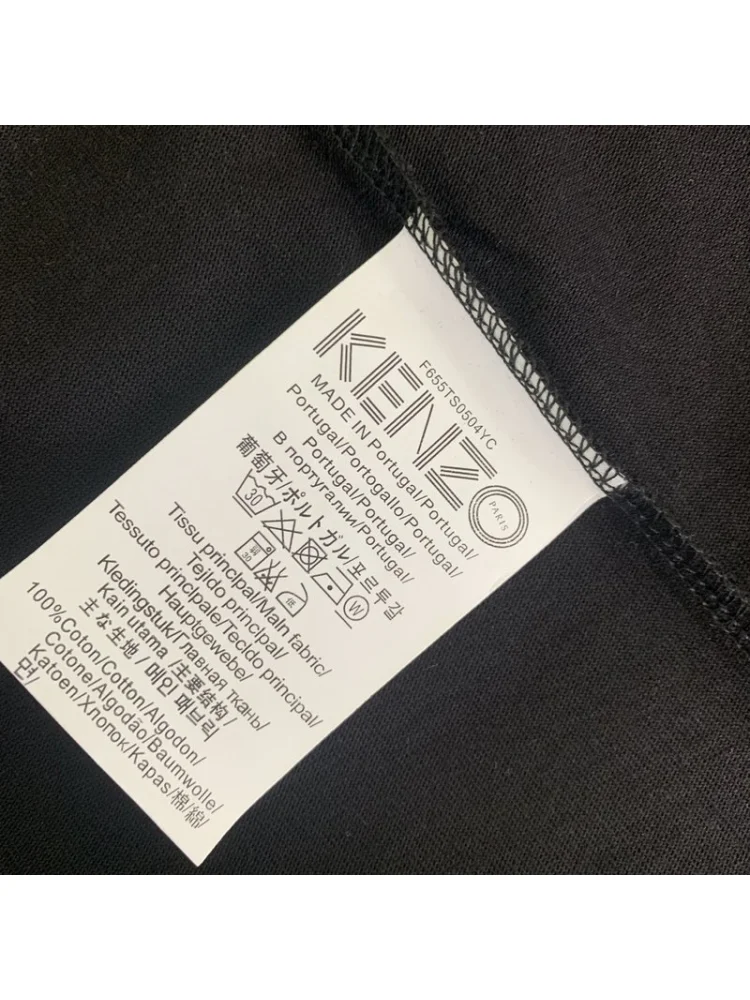 F655TS0504YC
KENZO
PARIS
MADE IN Portugal/Portugal/
Portugal/Portogallo/Portugal/
Portugal/Portugal/
В португалии/Portugal/
葡萄牙/ポルトガル/포르투갈/
30
W
30
低
Tissu principal/Main fabric/
Tejido principal/
Tessuto principale/Tecido principal/
Hauptgewebe/
Kledingstuk/Главная ткань/
Kain utama /主要结构/
主な生地/메인 패브릭
100%Coton/Cotton/Algodon/
Cotone/Algodão/Baumwolle/
Katoen/Хлопок/Kapas/棉/綿/
면/